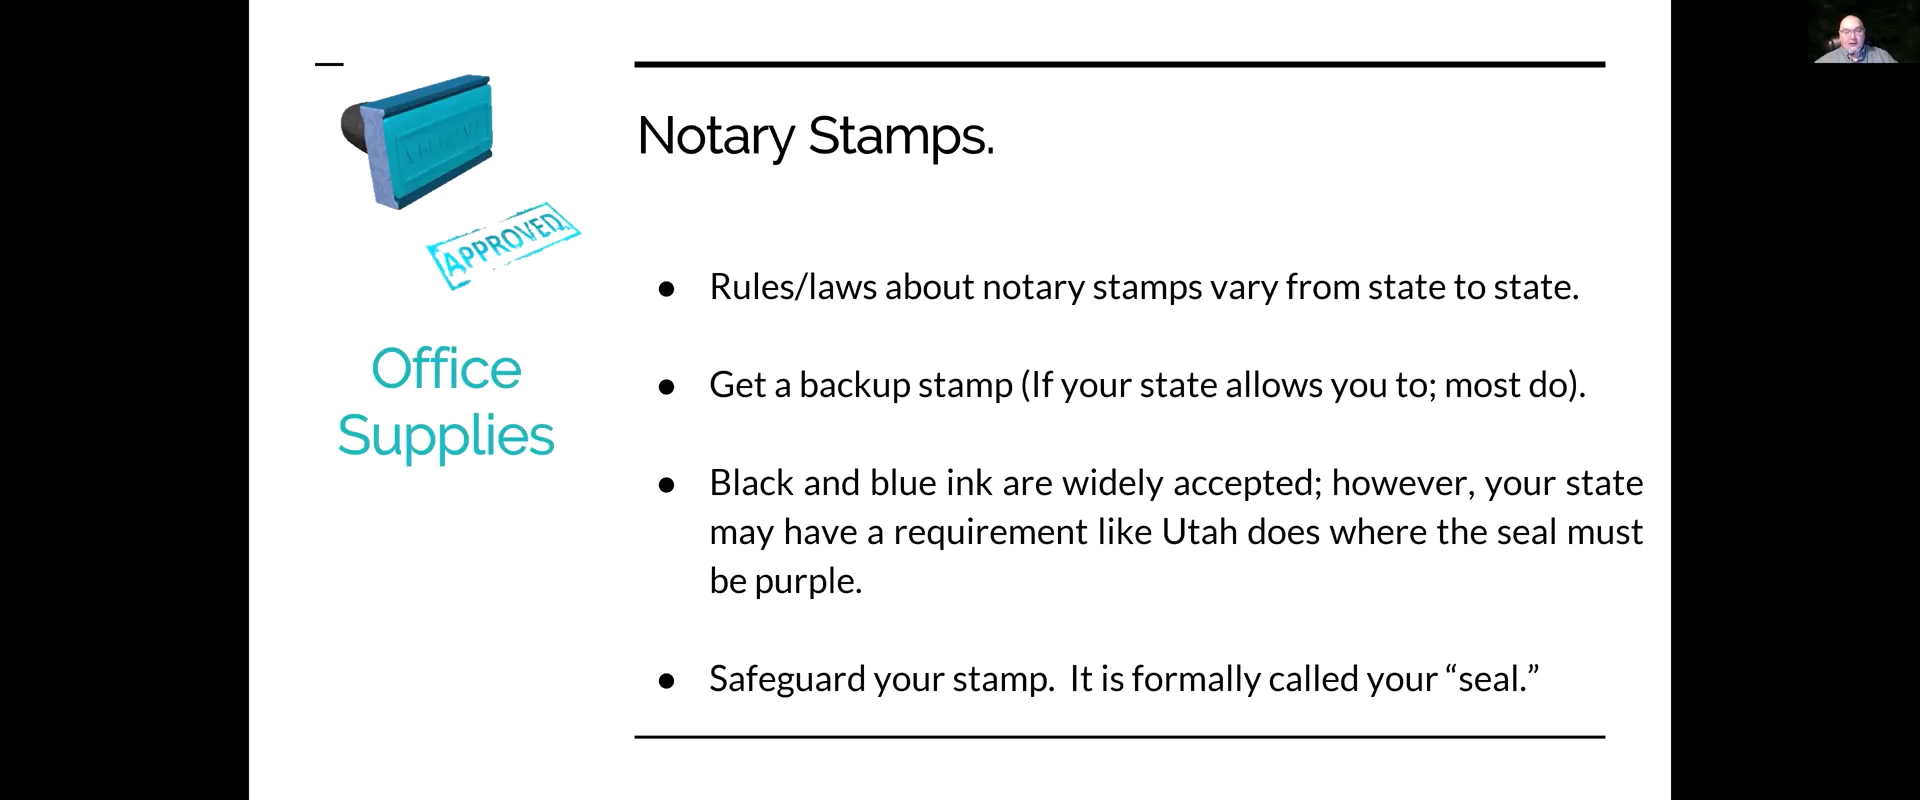 Notary Stamps.
APPROVED
Office
Supplies
● Rules/laws about notary stamps vary from state to state.
● Get a backup stamp (If your state allows you to; most do).
● Black and blue ink are widely accepted; however, your state
may have a requirement like Utah does where the seal must
be purple.
● Safeguard your stamp.  It is formally called your “seal.”